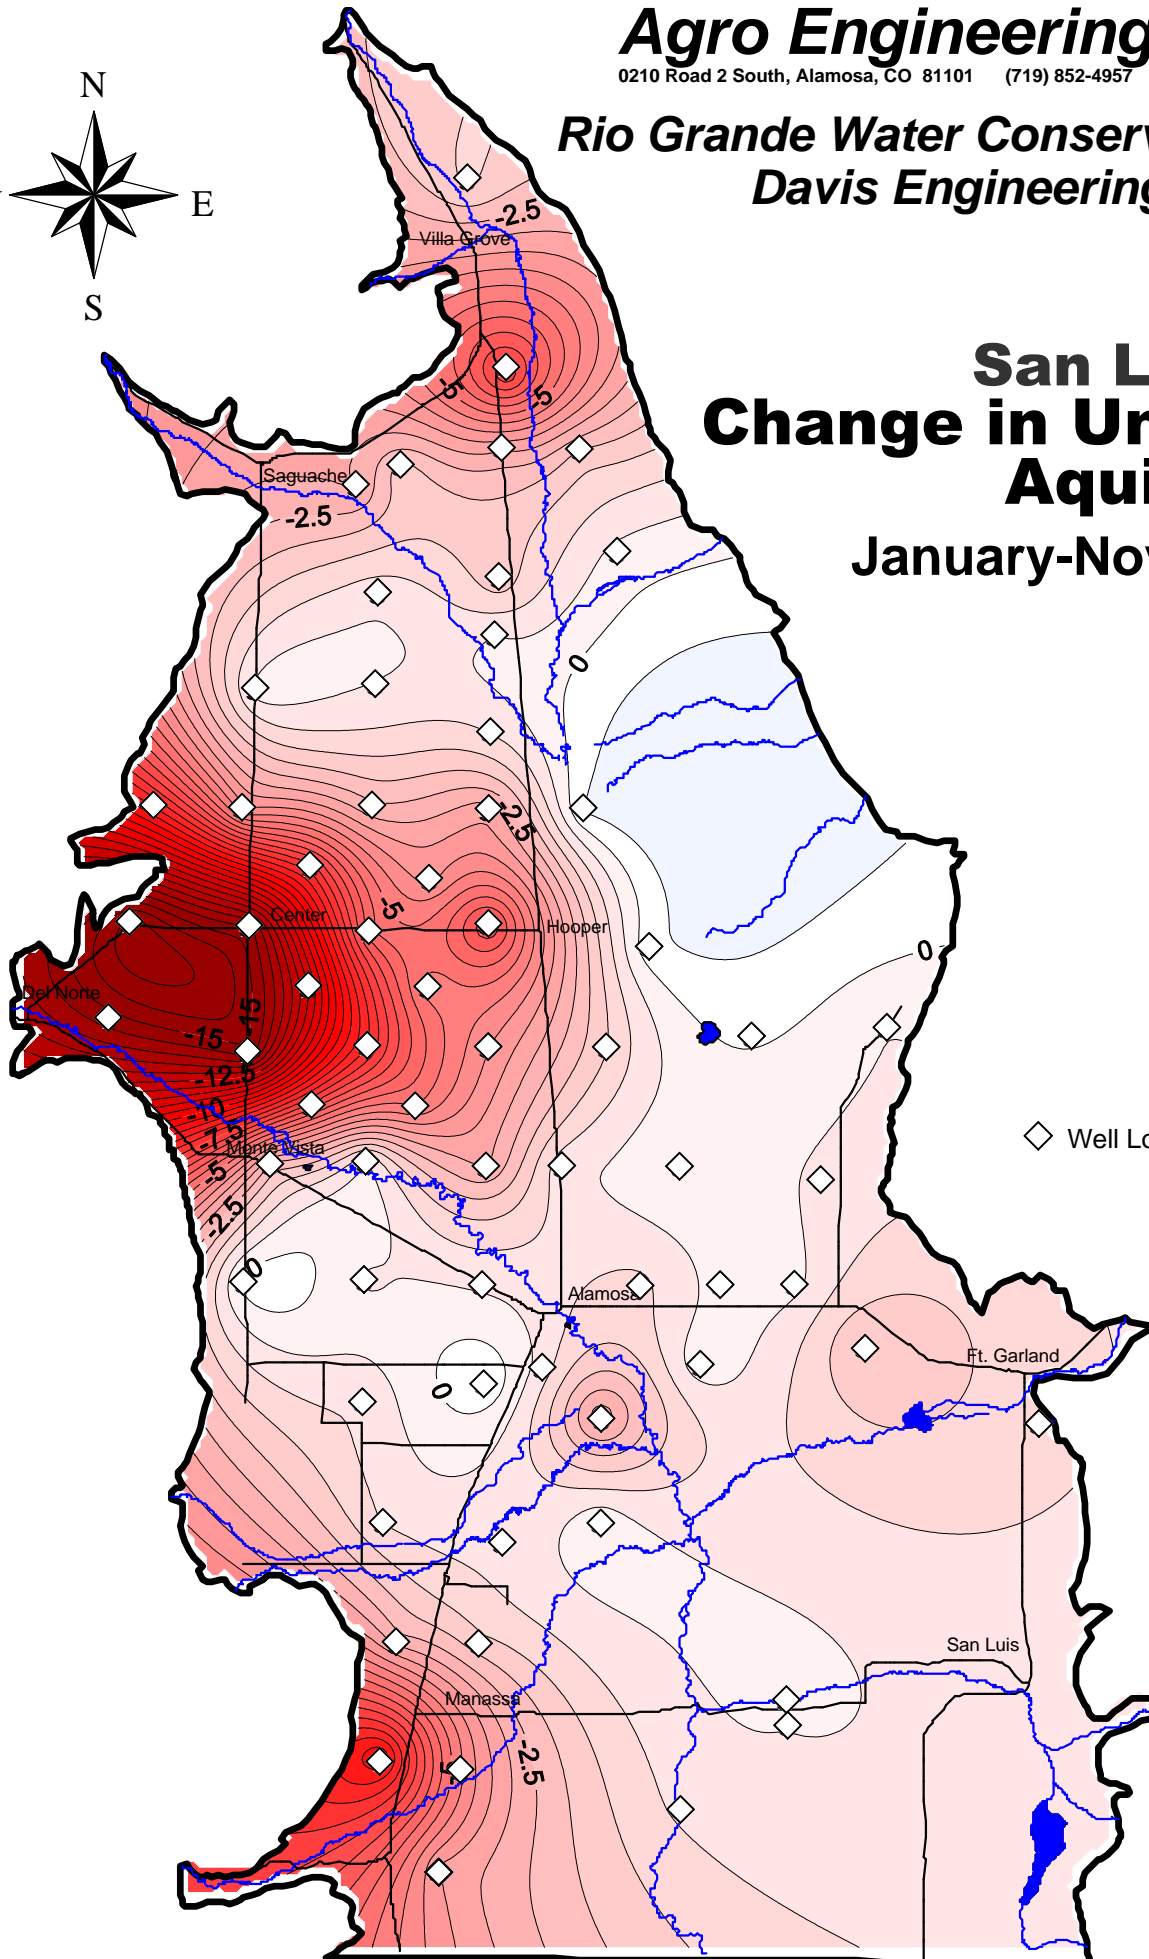 Agro Engineering
0210 Road 2 South, Alamosa, CO 81101 (719) 852-4957
Rio Grande Water Conserv
Davis Engineering
N
E
S
San L
Change in Un
Aqui
January-Nov
-2.5
Villa Grove
-5
-5
Saguache
-2.5
0
-2.5
-5
Center
Hooper
0
Del Norte
-15
-15
-12.5
-10
-7.5
Monte Vista
-5
-2.5
Well Lo
0
Alamosa
Ft. Garland
0
San Luis
Manassa
-2.5
-5